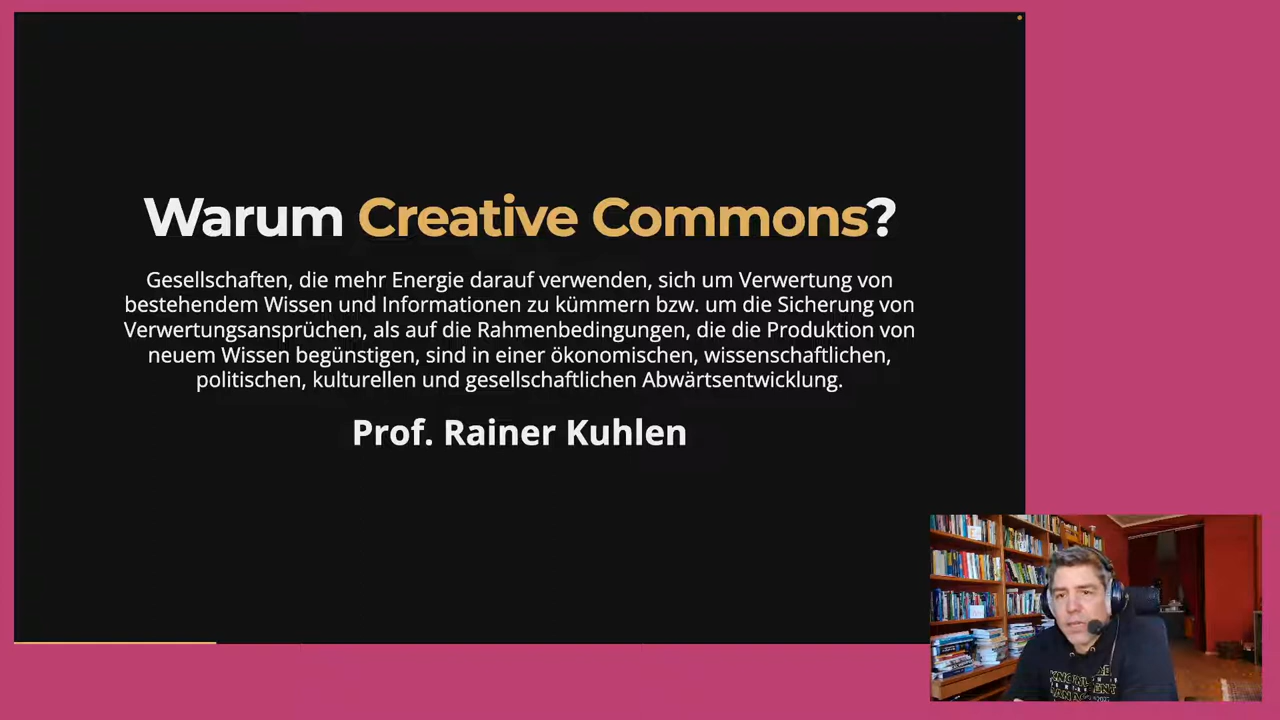 Warum Creative Commons?
Gesellschaften, die mehr Energie darauf verwenden, sich um Verwertung von
bestehendem Wissen und Informationen zu kümmern bzw. um die Sicherung von
Verwertungsansprüchen, als auf die Rahmenbedingungen, die die Produktion von
neuem Wissen begünstigen, sind in einer ökonomischen, wissenschaftlichen,
politischen, kulturellen und gesellschaftlichen Abwärtsentwicklung.
Prof. Rainer Kuhlen